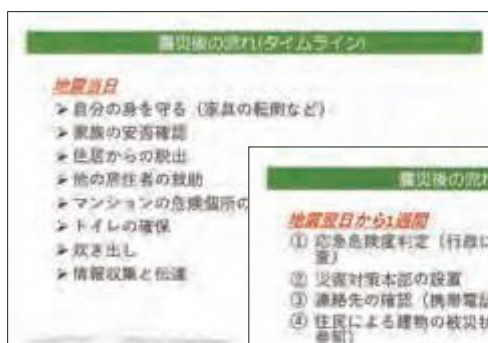 震災後の流れ(タイムライン)
地震当日
➢ 自分の身を守る（家具の転倒など）
➢ 家族の安否確認
➢ 住居からの脱出
➢ 他の居住者の救助
➢ マンションの危険個所の
➢ トイレの確保
➢ 炊き出し
➢ 情報収集と伝達
震災後の流れ
地震翌日から1週間
① 応急危険度判定（行政に
査）
② 災害対策本部の設置
③ 連絡先の確認（携帯電話
④ 住民による建物の被災状
参照）